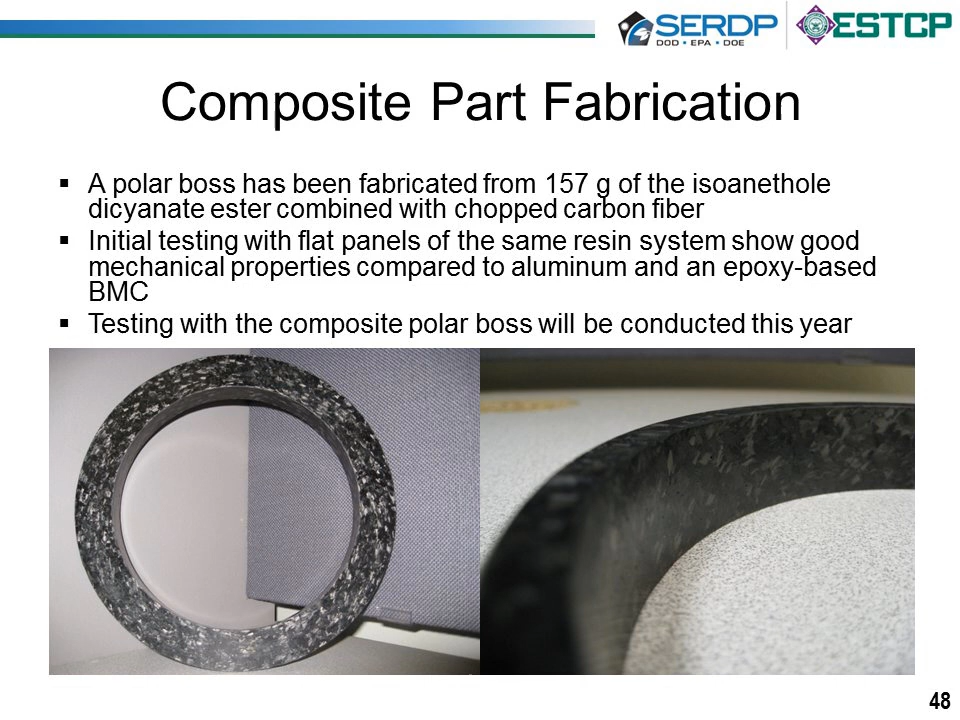 SERDP
DOD • EPA • DOE
ESTCP
Composite Part Fabrication
▪ A polar boss has been fabricated from 157 g of the isoanethole
dicyanate ester combined with chopped carbon fiber
▪ Initial testing with flat panels of the same resin system show good
mechanical properties compared to aluminum and an epoxy-based
BMC
▪ Testing with the composite polar boss will be conducted this year
48